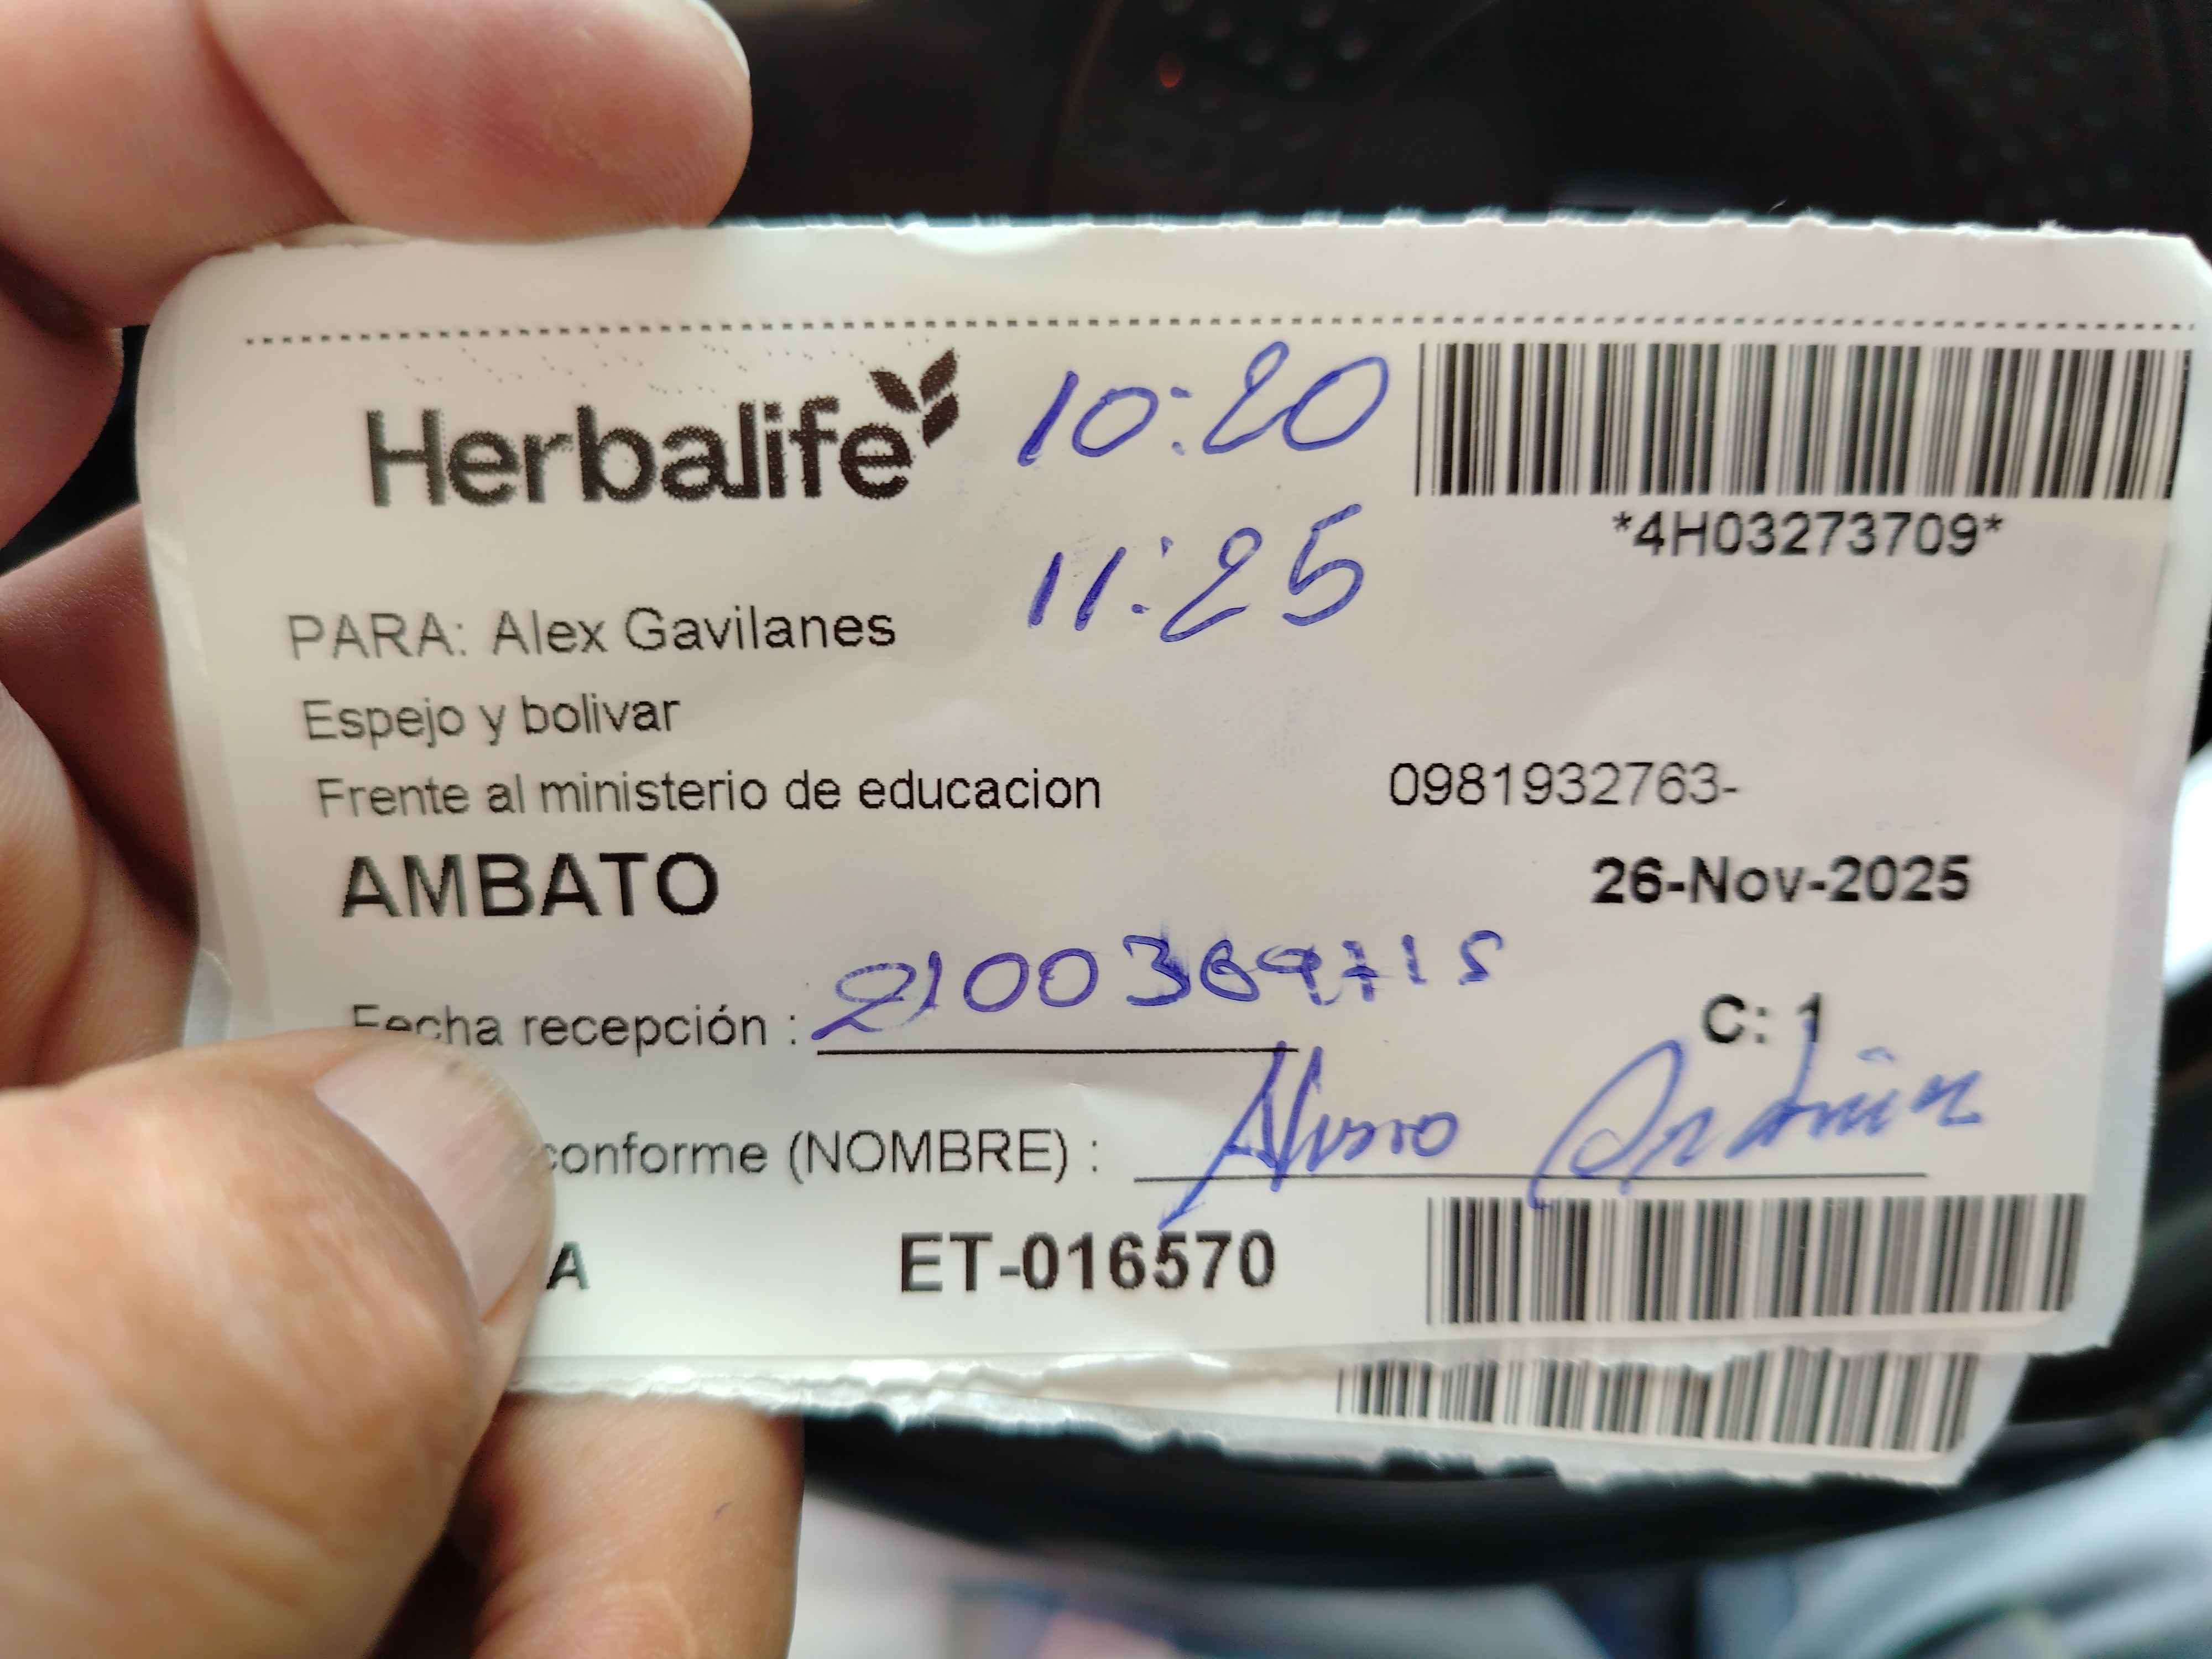 Herbalife
10:20
*4H03273709*
11:25
PARA: Alex Gavilanes
Espejo y bolivar
Frente al ministerio de educacion 0981932763-
AMBATO 26-Nov-2025
Fecha recepción : 2100369715
C: 1
conforme (NOMBRE) :
A ET-016570